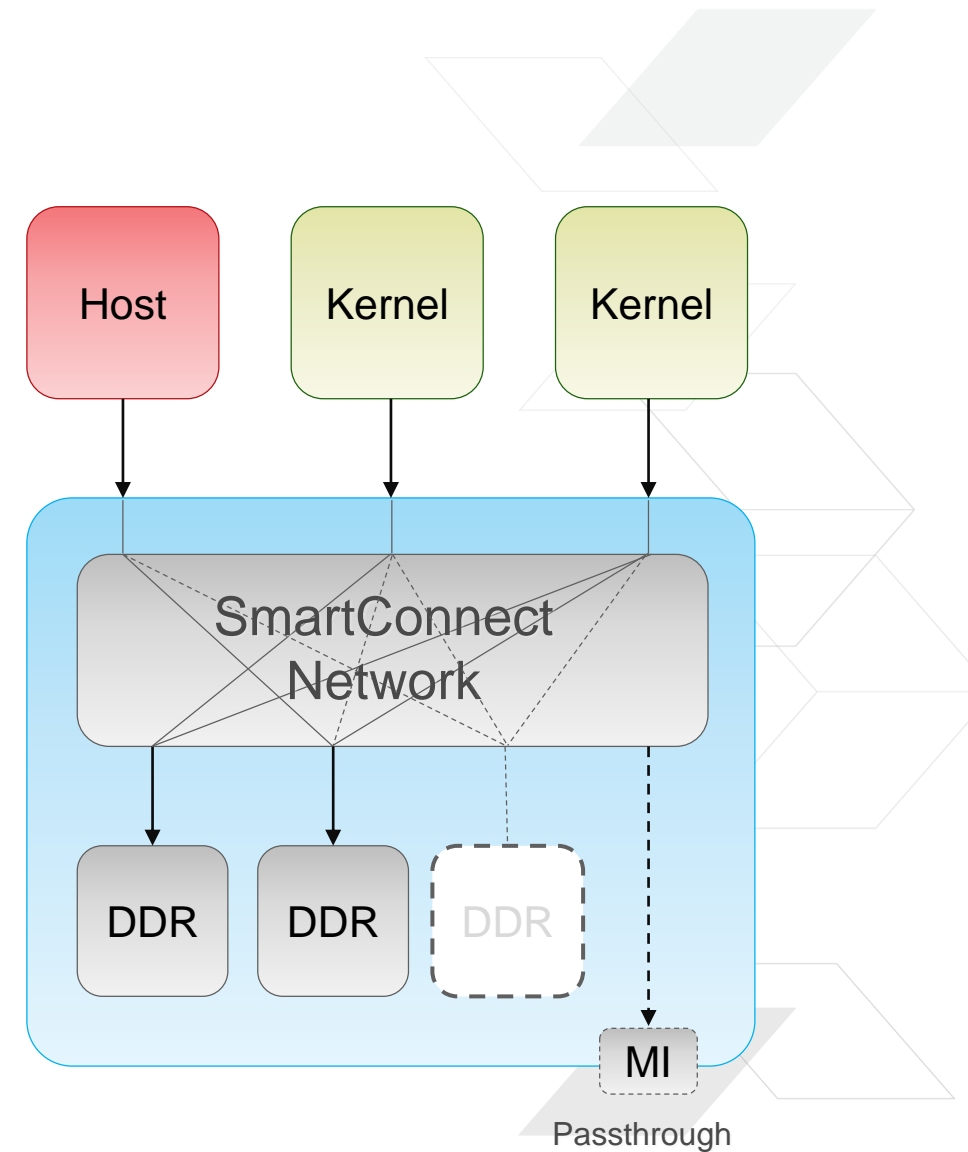 Host
Kernel
Kernel
SmartConnect
Network
DDR
DDR
DDR
MI
Passthrough